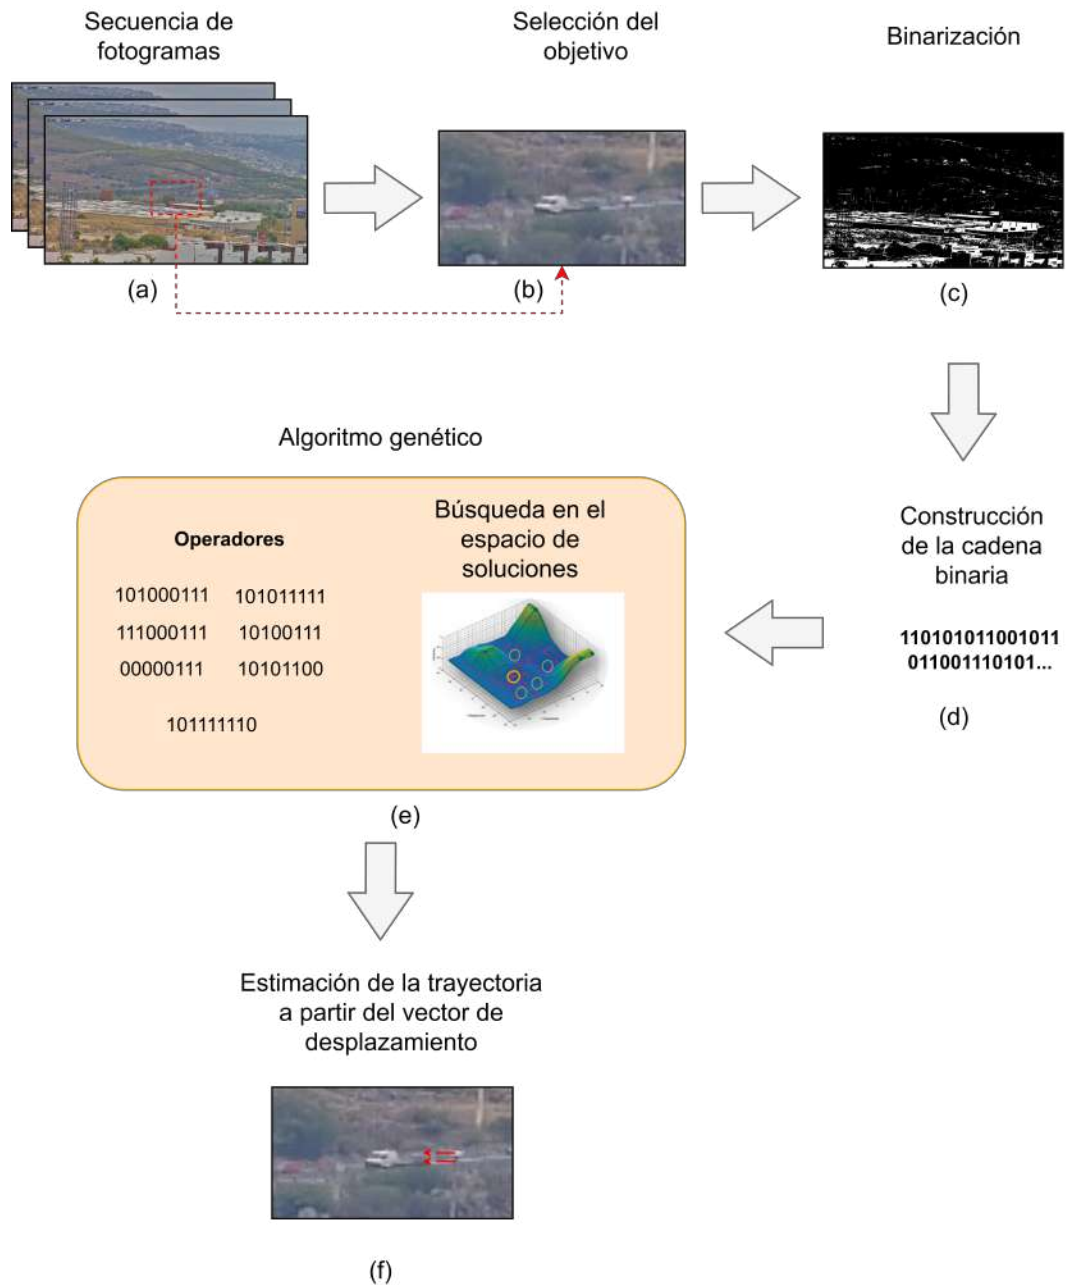 Secuencia de
fotogramas
Selección del
objetivo
Binarización
(a)
(b)
(c)
Algoritmo genético
Construcción
de la cadena
binaria
110101011001011
011001110101...
(d)
Operadores
101000111 101011111
111000111 10100111
00000111 10101100
101111110
Búsqueda en el
espacio de
soluciones
(e)
Estimación de la trayectoria
a partir del vector de
desplazamiento
(f)